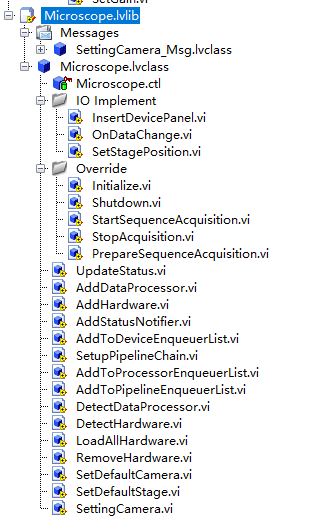 SetGain.vi
Microscope.lvlib
Messages
SettingCamera_Msg.lvclass
Microscope.lvclass
Microscope.ctl
IO Implement
InsertDevicePanel.vi
OnDataChange.vi
SetStagePosition.vi
Override
Initialize.vi
Shutdown.vi
StartSequenceAcquisition.vi
StopAcquisition.vi
PrepareSequenceAcquisition.vi
UpdateStatus.vi
AddDataProcessor.vi
AddHardware.vi
AddStatusNotifier.vi
AddToDeviceEnqueuerList.vi
SetupPipelineChain.vi
AddToProcessorEnqueuerList.vi
AddToPipelineEnqueuerList.vi
DetectDataProcessor.vi
DetectHardware.vi
LoadAllHardware.vi
RemoveHardware.vi
SetDefaultCamera.vi
SetDefaultStage.vi
SettingCamera.vi